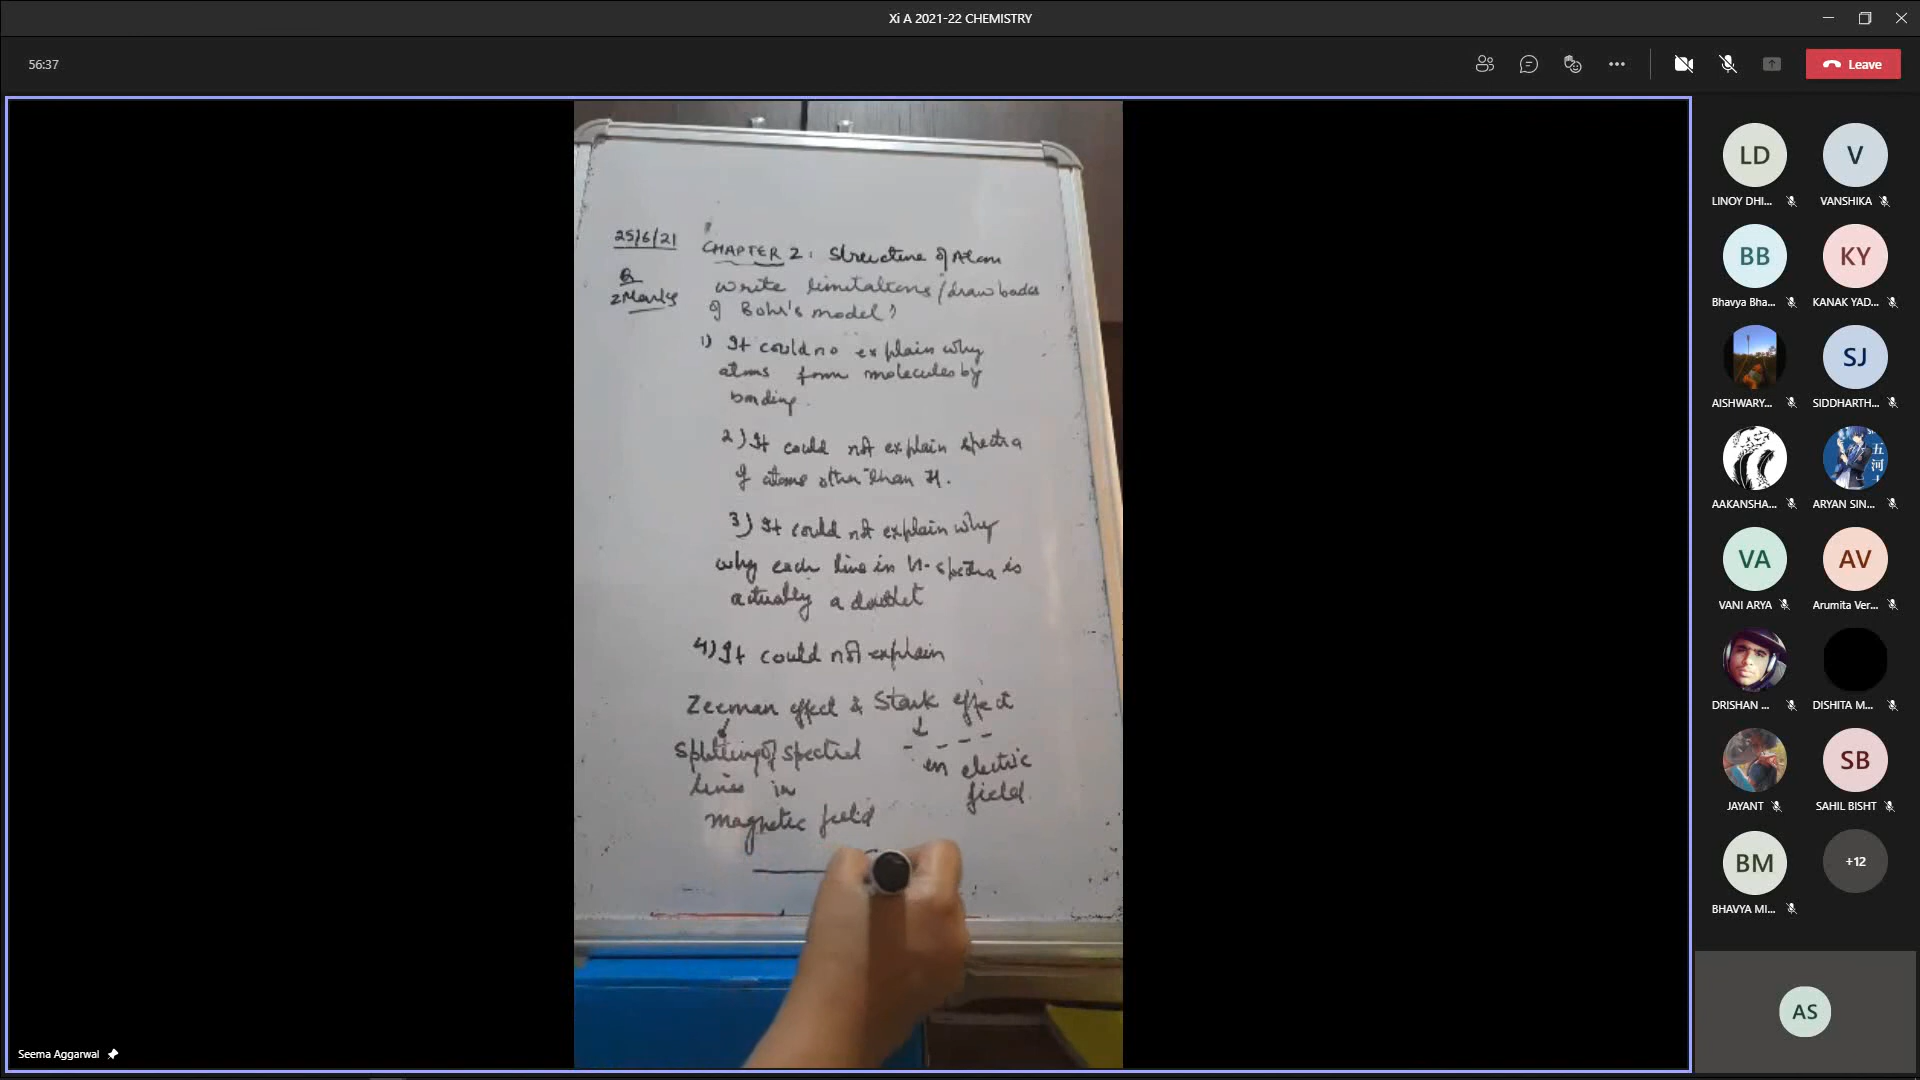 Xi A 2021-22 CHEMISTRY
56:37
Leave
25/6/21
CHAPTER 2: Structure of Atom
Q
2 Marks
write limitations/drawbacks
of Bohr's model?
1) It could no explain why
atoms form molecules by
bonding.
2) It could not explain spectra
of atoms other than H.
3) It could not explain why
why each line in H-spectra is
actually a doublet
4) It could not explain
Zeeman effect & Stark effect
↓ ↓
Splitting of spectral
lines in
magnetic field
- - - -
in electric
field
Seema Aggarwal
LD
LINOY DHI...
V
VANSHIKA
BB
Bhavya Bha...
KY
KANAK YAD...
AISHWARY...
SJ
SIDDHARTH...
AAKANSHA...
五
河
ARYAN SIN...
VA
VANI ARYA
AV
Arumita Ver...
DRISHAN ...
DISHITA M...
JAYANT
SB
SAHIL BISHT
BM
BHAVYA MI...
+12
AS